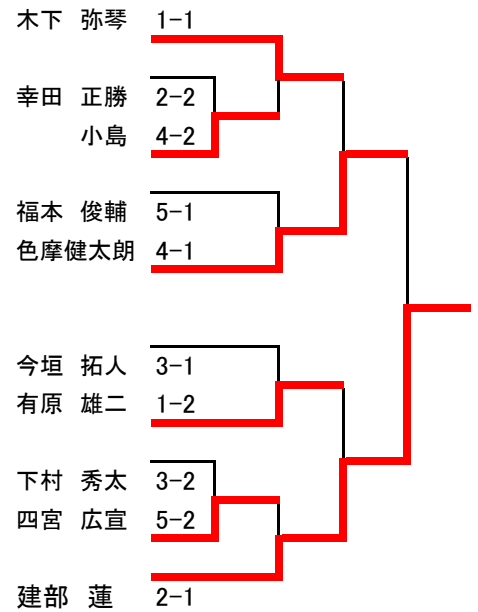 木下　弥琴 1-1
幸田　正勝 2-2
小島 4-2
福本　俊輔 5-1
色摩健太朗 4-1
今垣　拓人 3-1
有原　雄二 1-2
下村　秀太 3-2
四宮　広宣 5-2
建部　蓮 2-1